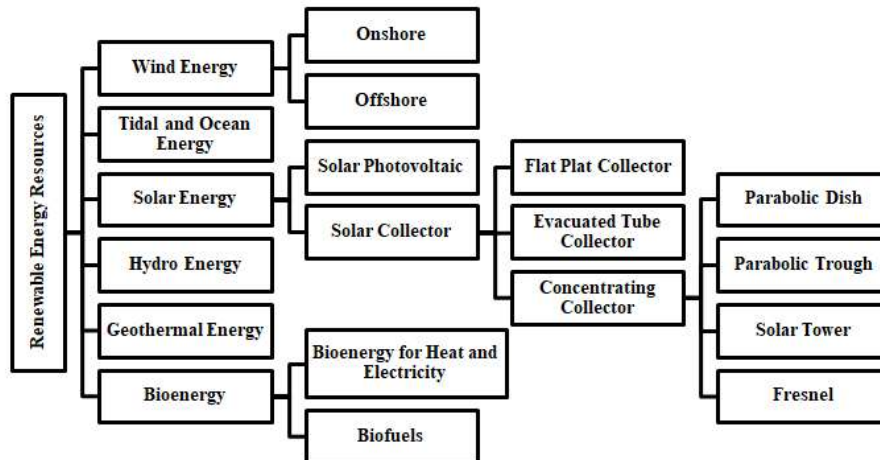 Renewable Energy Resources
Wind Energy
Tidal and Ocean
Energy
Solar Energy
Hydro Energy
Geothermal Energy
Bioenergy
Onshore
Offshore
Solar Photovoltaic
Solar Collector
Bioenergy for Heat and
Electricity
Biofuels
Flat Plat Collector
Evacuated Tube
Collector
Concentrating
Collector
Parabolic Dish
Parabolic Trough
Solar Tower
Fresnel